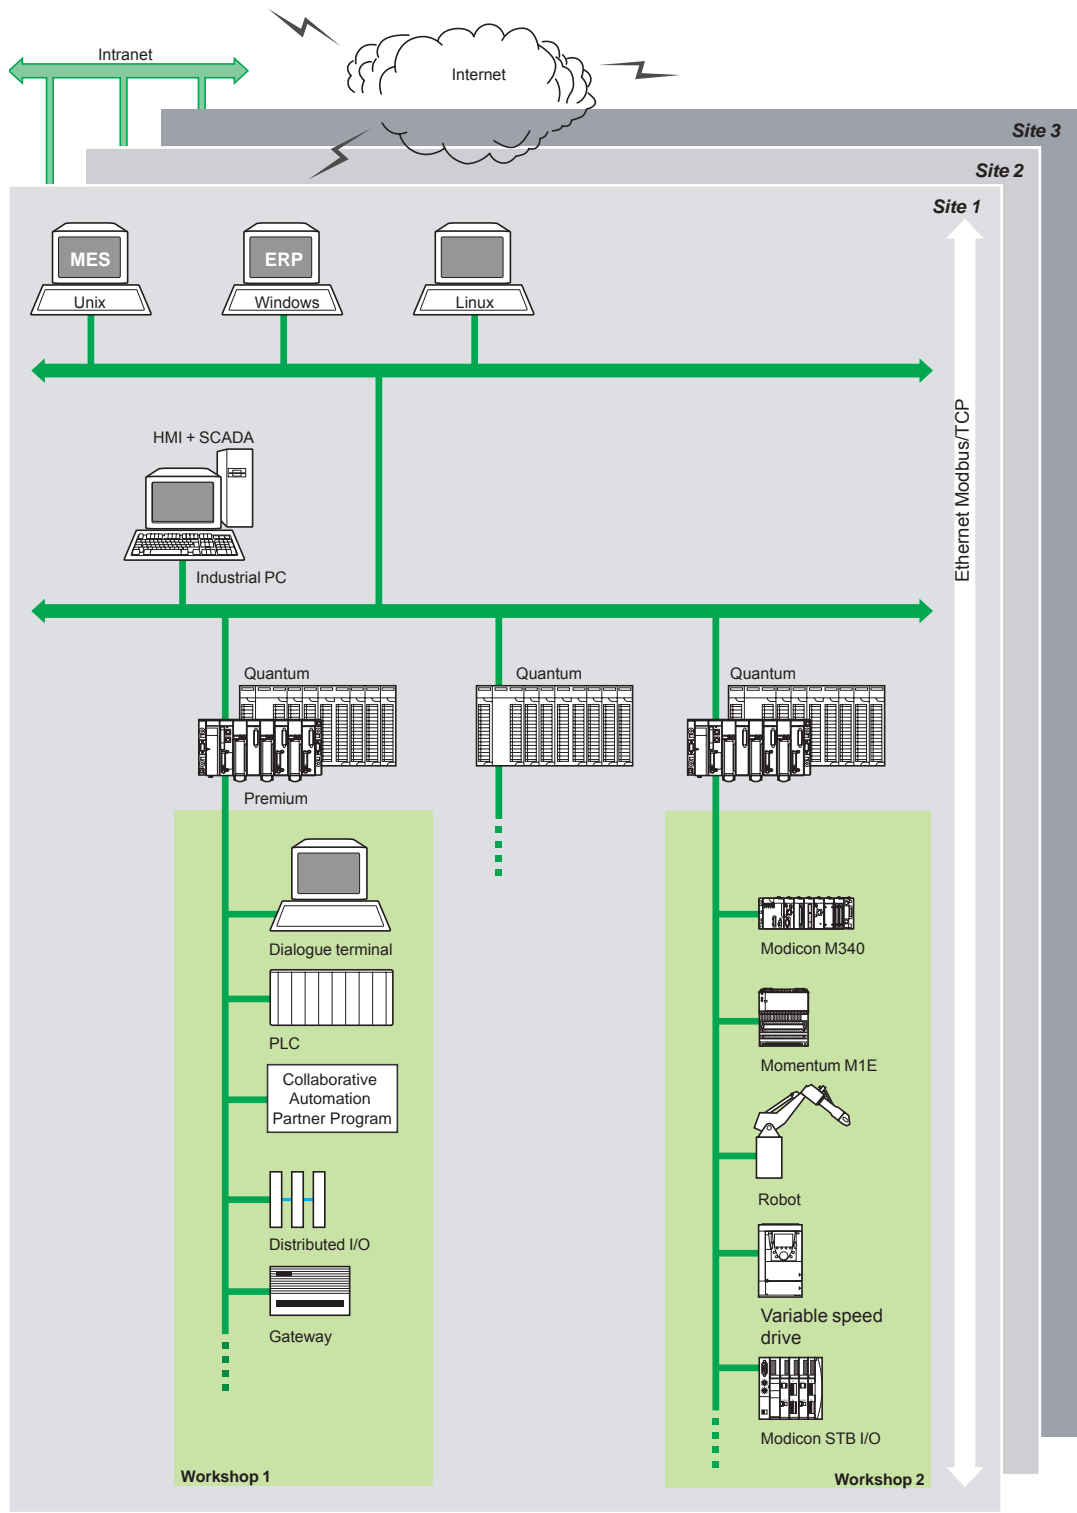 Intranet
Internet
Site 3
Site 2
Site 1
MES
ERP
Unix
Windows
Linux
Ethernet Modbus/TCP
HMI + SCADA
Industrial PC
Quantum
Quantum
Quantum
Premium
Dialogue terminal
PLC
Collaborative
Automation
Partner Program
Distributed I/O
Gateway
Workshop 1
Modicon M340
Momentum M1E
Robot
Variable speed
drive
Modicon STB I/O
Workshop 2